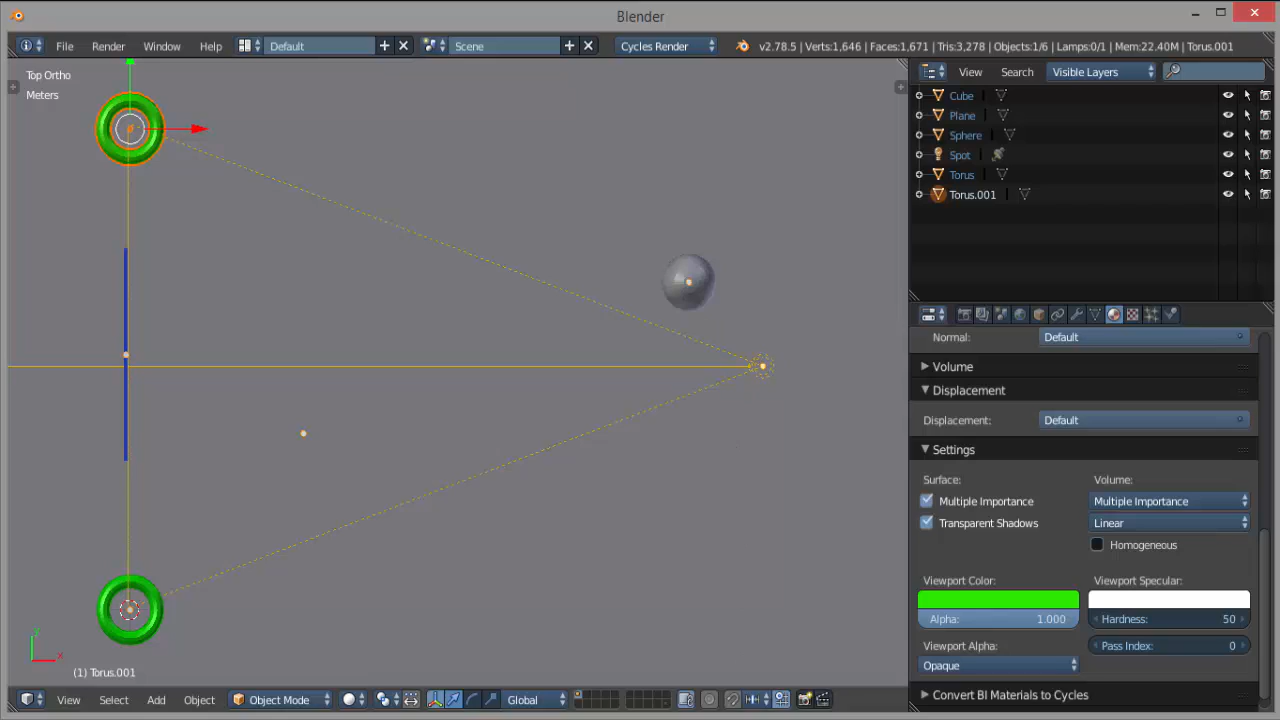 Blender
File Render Window Help Default Scene Cycles Render v2.78.5 | Verts:1,646 | Faces:1,671 | Tris:3,278 | Objects:1/6 | Lamps:0/1 | Mem:22.40M | Torus.001
Top Ortho
Meters
View Search Visible Layers
Cube
Plane
Sphere
Spot
Torus
Torus.001
Normal: Default
Volume
Displacement
Displacement: Default
Settings
Surface: Volume:
Multiple Importance Multiple Importance
Transparent Shadows Linear
Homogeneous
Viewport Color: Viewport Specular:
Alpha: 1.000 Hardness: 50
Viewport Alpha: Pass Index: 0
Opaque
Convert BI Materials to Cycles
y
x
(1) Torus.001
View Select Add Object Object Mode Global